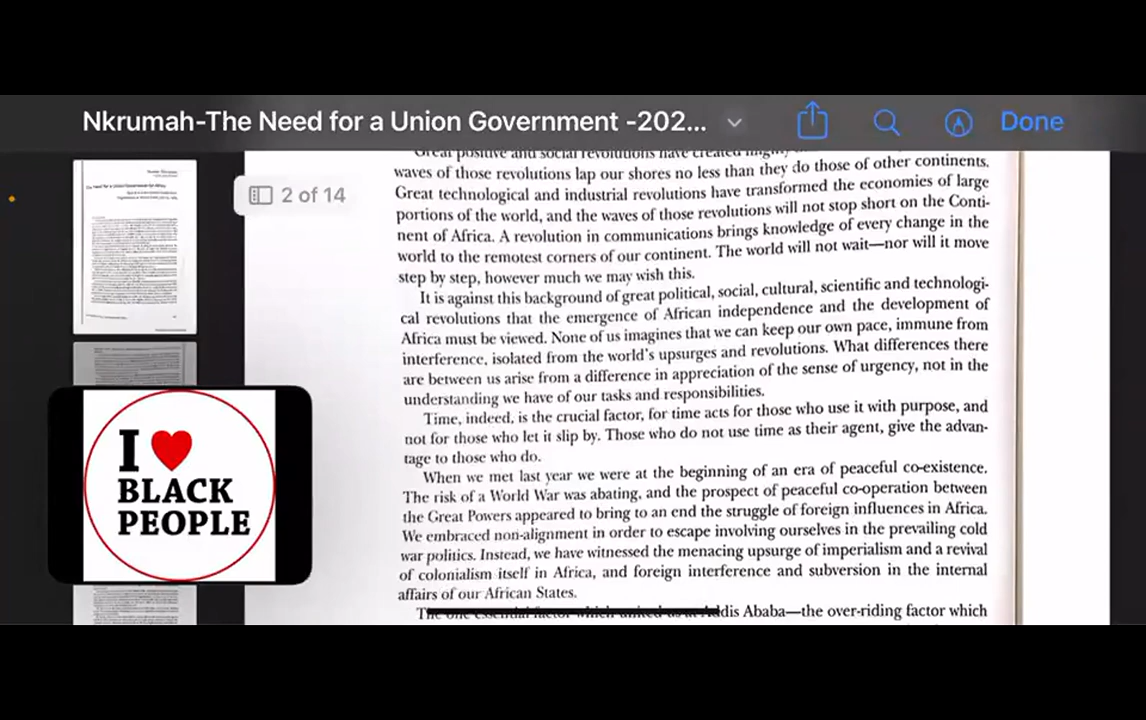 Nkrumah-The Need for a Union Government -202...
Done
2 of 14
Great positive and social revolutions have created mighty
waves of those revolutions lap our shores no less than they do those of other continents.
Great technological and industrial revolutions have transformed the economies of large
portions of the world, and the waves of those revolutions will not stop short on the Conti-
nent of Africa. A revolution in communications brings knowledge of every change in the
world to the remotest corners of our continent. The world will not wait—nor will it move
step by step, however much we may wish this.
It is against this background of great political, social, cultural, scientific and technologi-
cal revolutions that the emergence of African independence and the development of
Africa must be viewed. None of us imagines that we can keep our own pace, immune from
interference, isolated from the world's upsurges and revolutions. What differences there
are between us arise from a difference in appreciation of the sense of urgency, not in the
understanding we have of our tasks and responsibilities.
Time, indeed, is the crucial factor, for time acts for those who use it with purpose, and
not for those who let it slip by. Those who do not use time as their agent, give the advan-
tage to those who do.
When we met last year we were at the beginning of an era of peaceful co-existence.
The risk of a World War was abating, and the prospect of peaceful co-operation between
the Great Powers appeared to bring to an end the struggle of foreign influences in Africa.
We embraced non-alignment in order to escape involving ourselves in the prevailing cold
war politics. Instead, we have witnessed the menacing upsurge of imperialism and a revival
of colonialism itself in Africa, and foreign interference and subversion in the internal
affairs of our African States.
The one essential factor which united us at Addis Ababa—the over-riding factor which
I
BLACK
PEOPLE